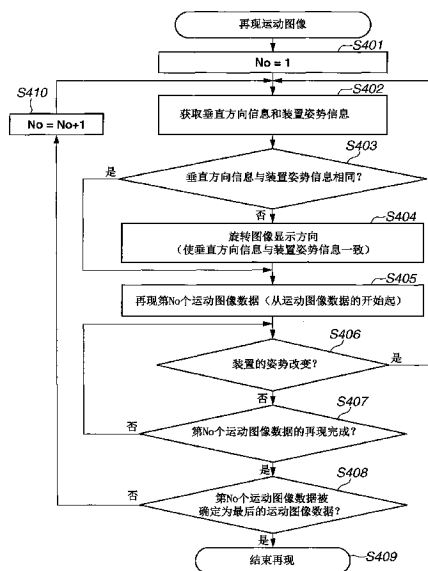 再现运动图像
S401
No = 1
S410
No = No+1
S402
获取垂直方向信息和装置姿势信息
S403
是
垂直方向信息与装置姿势信息相同？
否
S404
旋转图像显示方向
（使垂直方向信息与装置姿势信息一致）
S405
再现第No个运动图像数据（从运动图像数据的开始起）
S406
装置的姿势改变？
是
否
S407
否
第No个运动图像数据的再现完成？
是
S408
否
第No个运动图像数据被
确定为最后的运动图像数据？
是
S409
结束再现